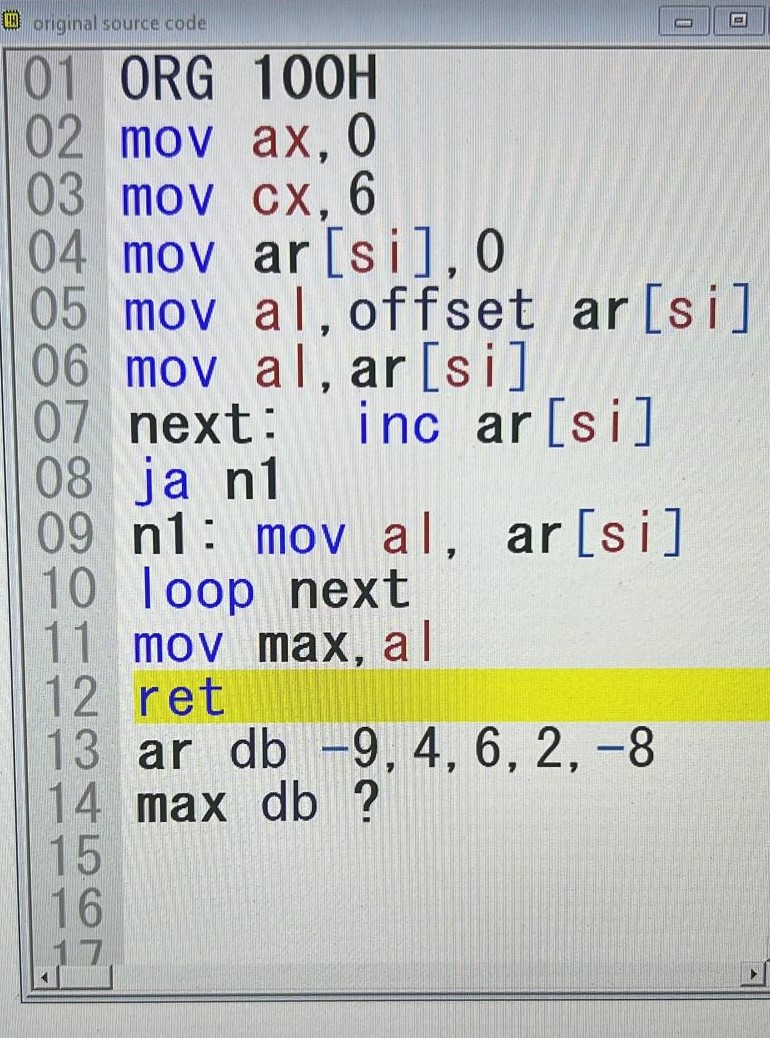 original source code
01 ORG 100H
02 mov ax,0
03 mov cx,6
04 mov ar[si],0
05 mov al,offset ar[si]
06 mov al,ar[si]
07 next:  inc ar[si]
08 ja n1
09 n1: mov al, ar[si]
10 loop next
11 mov max,al
12 ret
13 ar db -9,4,6,2,-8
14 max db ?
15
16
17